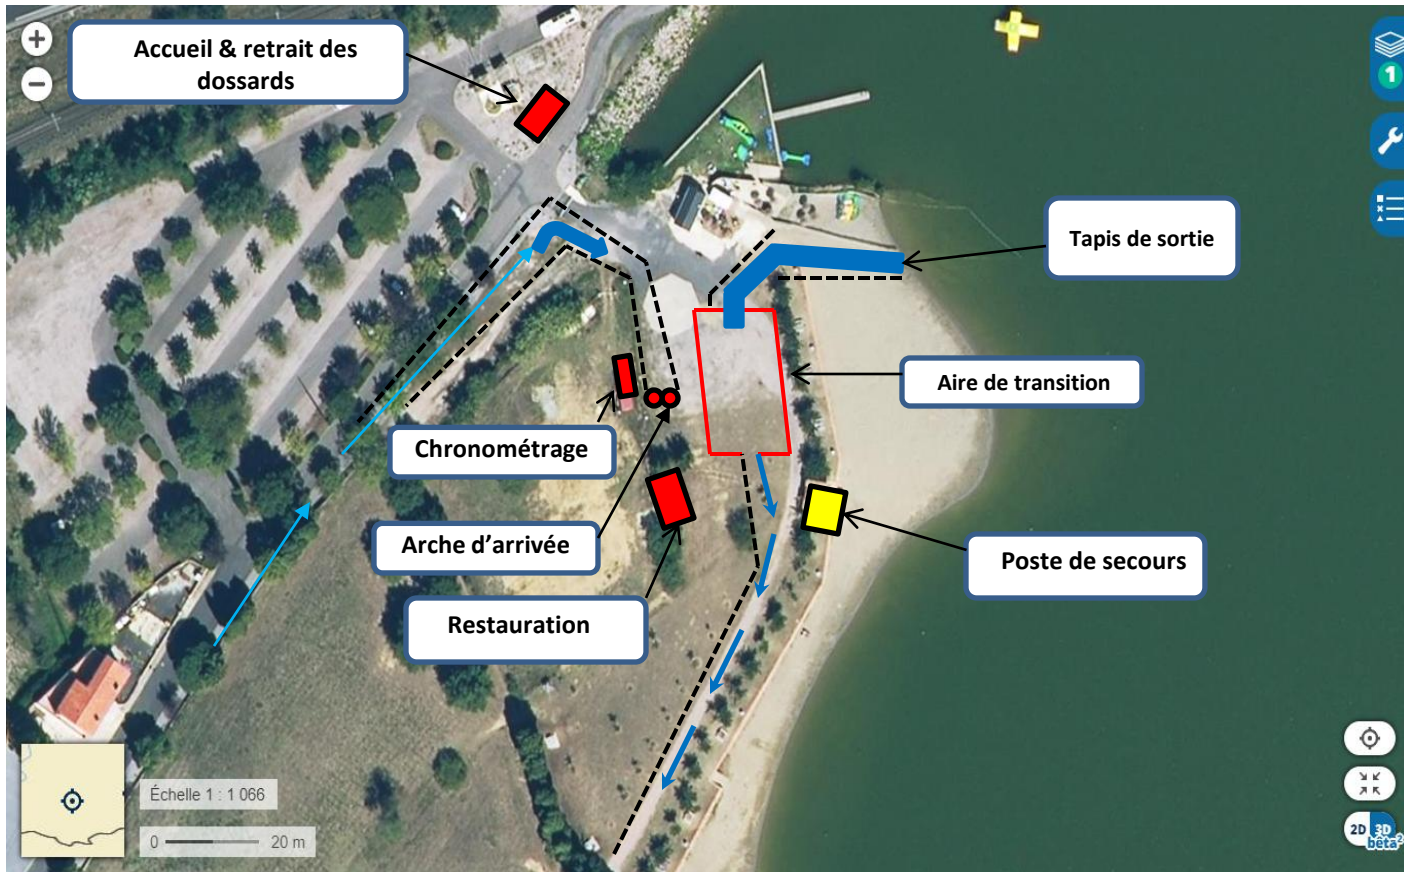 Accueil & retrait des
dossards
1
Tapis de sortie
Aire de transition
Chronométrage
Arche d’arrivée
Poste de secours
Restauration
Échelle 1 : 1 066
0 20 m
2D 3D
bêta